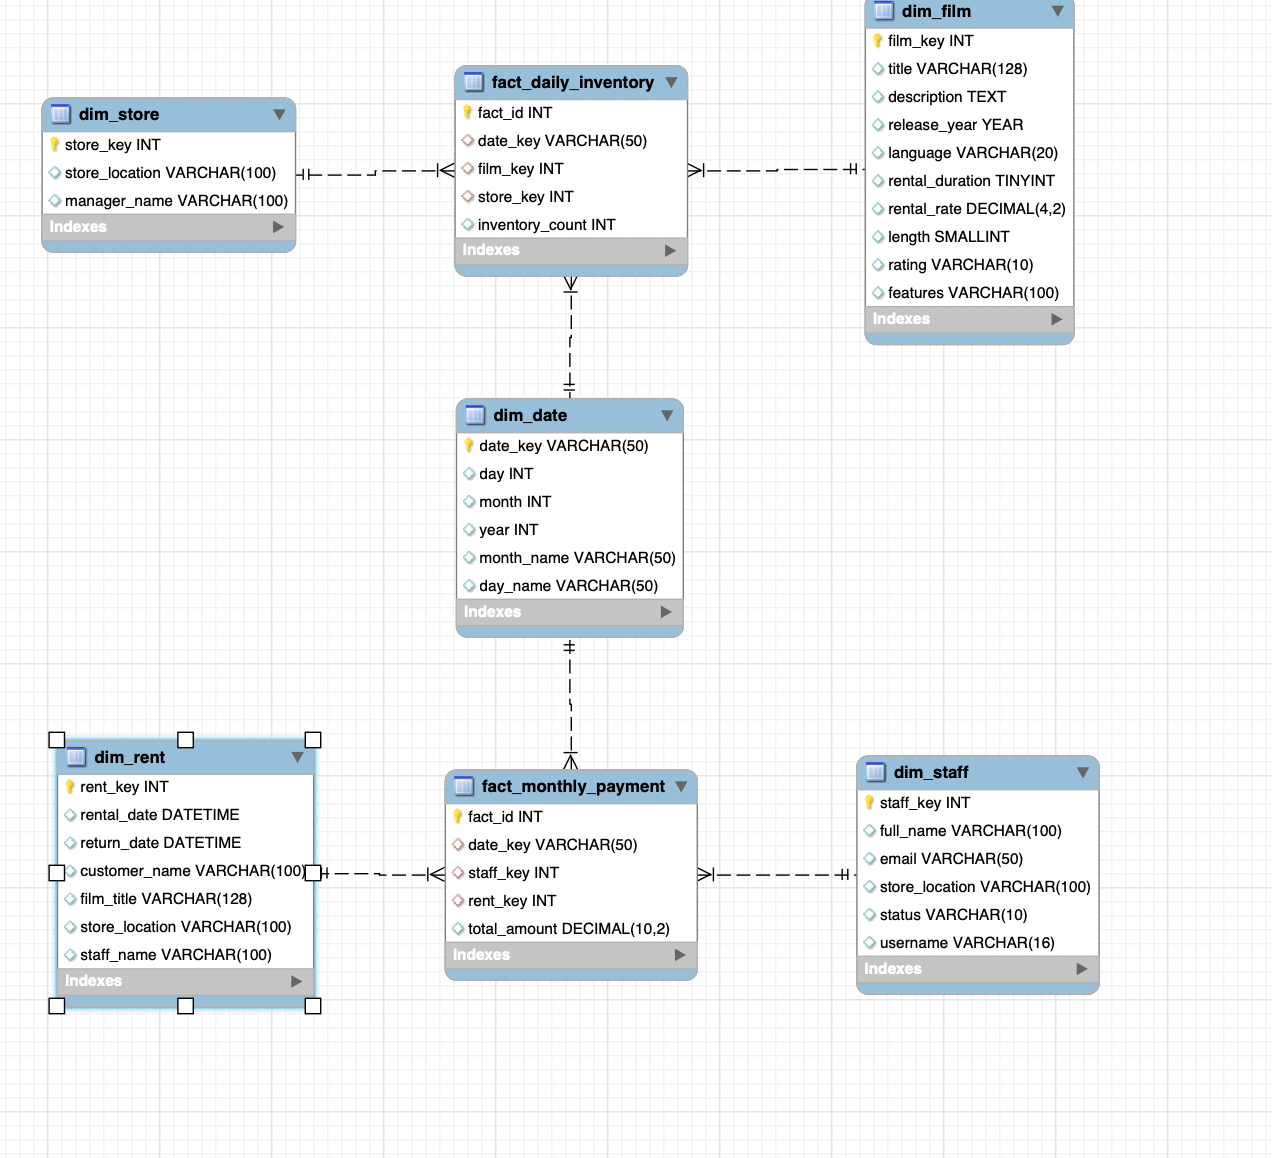 dim_film
film_key INT
title VARCHAR(128)
description TEXT
release_year YEAR
language VARCHAR(20)
rental_duration TINYINT
rental_rate DECIMAL(4,2)
length SMALLINT
rating VARCHAR(10)
features VARCHAR(100)
Indexes
fact_daily_inventory
fact_id INT
date_key VARCHAR(50)
film_key INT
store_key INT
inventory_count INT
Indexes
dim_store
store_key INT
store_location VARCHAR(100)
manager_name VARCHAR(100)
Indexes
dim_date
date_key VARCHAR(50)
day INT
month INT
year INT
month_name VARCHAR(50)
day_name VARCHAR(50)
Indexes
dim_rent
rent_key INT
rental_date DATETIME
return_date DATETIME
customer_name VARCHAR(100)
film_title VARCHAR(128)
store_location VARCHAR(100)
staff_name VARCHAR(100)
Indexes
fact_monthly_payment
fact_id INT
date_key VARCHAR(50)
staff_key INT
rent_key INT
total_amount DECIMAL(10,2)
Indexes
dim_staff
staff_key INT
full_name VARCHAR(100)
email VARCHAR(50)
store_location VARCHAR(100)
status VARCHAR(10)
username VARCHAR(16)
Indexes